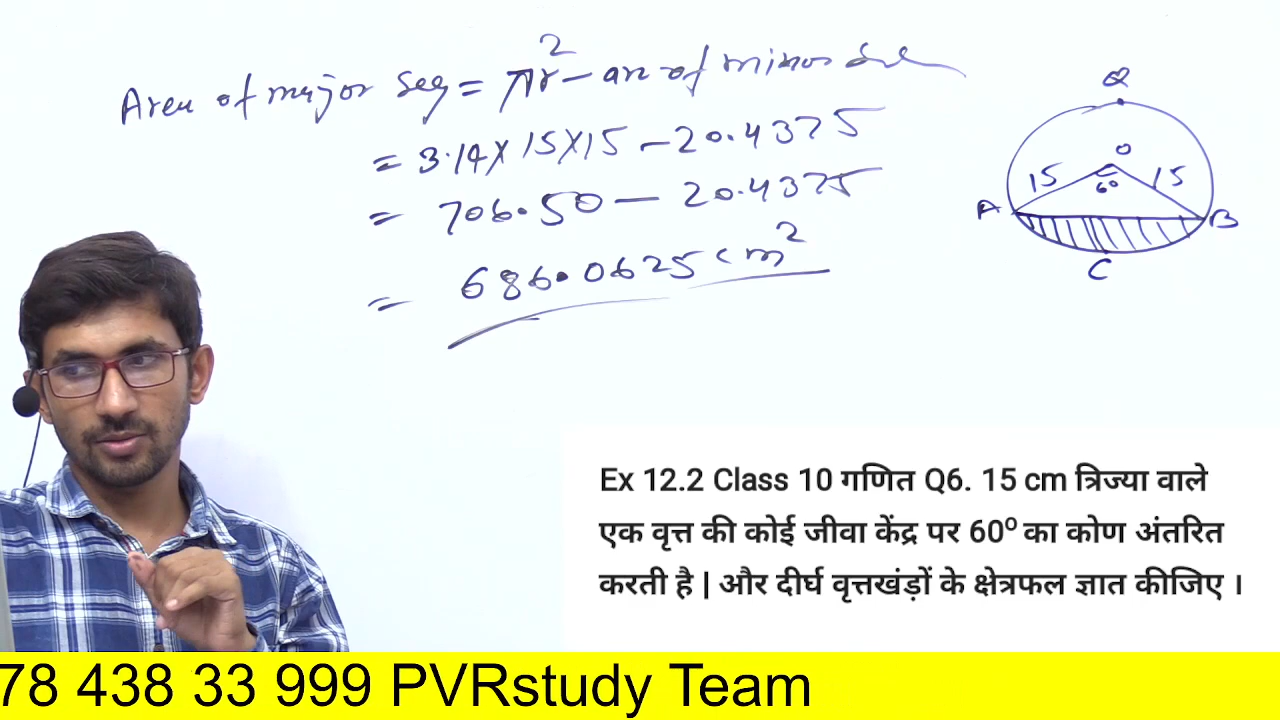 Area of major seg = πr² – ar of minor
= 3.14 × 15 × 15 – 20.4375
= 706.50 – 20.4375
= 686.0625 cm²
Q
O
15
60
15
A
B
C
Ex 12.2 Class 10 गणित Q6. 15 cm त्रिज्या वाले
एक वृत्त की कोई जीवा केंद्र पर 60⁰ का कोण अंतरित
करती है | और दीर्घ वृत्तखंड़ों के क्षेत्रफल ज्ञात कीजिए ।
78 438 33 999 PVRstudy Team